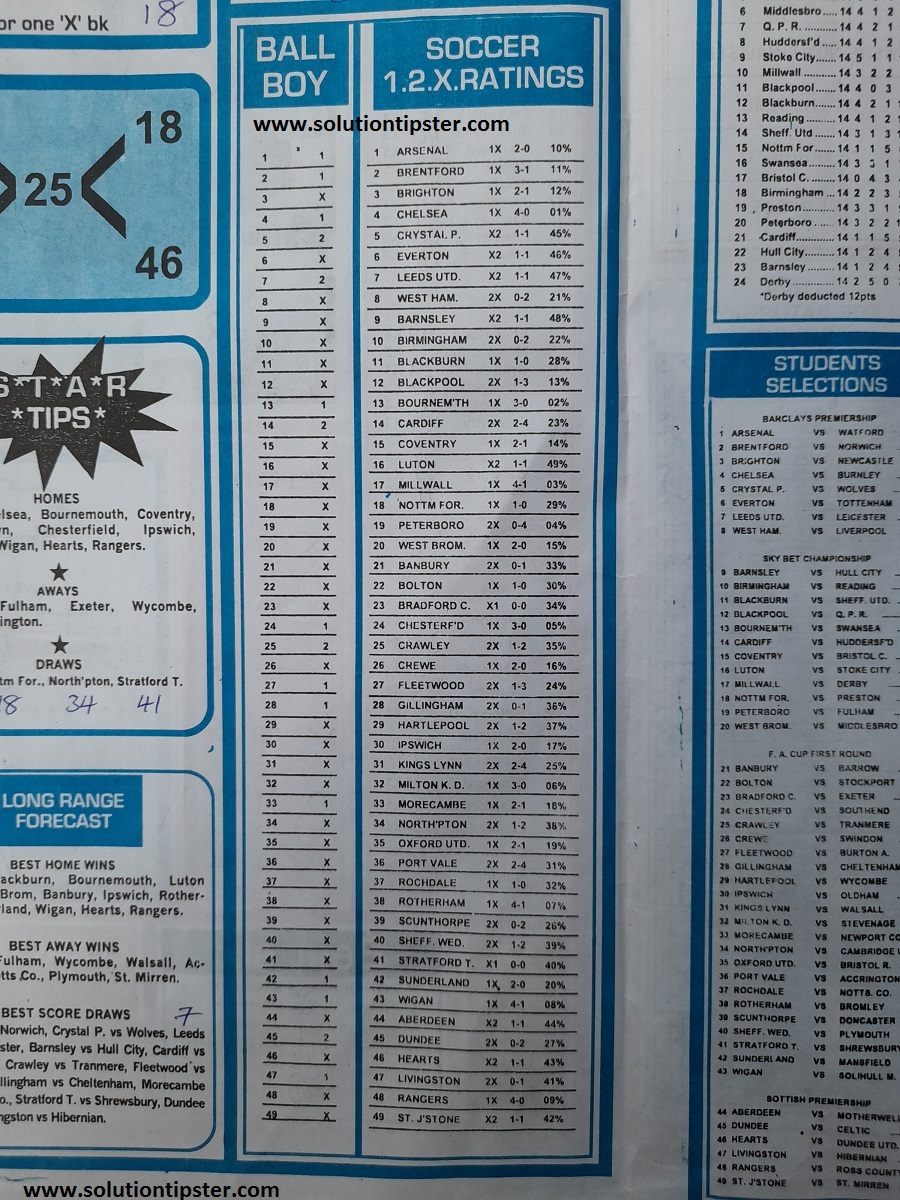 or one 'X' bk 18
18
25
46
S*T*A*R
*TIPS*
HOMES
elsea, Bournemouth, Coventry,
n, Chesterfield, Ipswich,
Wigan, Hearts, Rangers.
AWAYS
Fulham, Exeter, Wycombe,
ington.
DRAWS
tm For., North'pton, Stratford T.
18 34 41
LONG RANGE
FORECAST
BEST HOME WINS
ackburn, Bournemouth, Luton
Brom, Banbury, Ipswich, Rother-
land, Wigan, Hearts, Rangers.
BEST AWAY WINS
ulham, Wycombe, Walsall, Ac-
tts Co., Plymouth, St. Mirren.
BEST SCORE DRAWS 7
Norwich, Crystal P. vs Wolves, Leeds
ster, Barnsley vs Hull City, Cardiff vs
Crawley vs Tranmere, Fleetwood vs
llingham vs Cheltenham, Morecambe
o., Stratford T. vs Shrewsbury, Dundee
ngston vs Hibernian.
www.solutiontipster.com
BALL
BOY
1 1
2 1
3 X
4 1
5 2
6 X
7 2
8 X
9 X
10 X
11 X
12 X
13 1
14 2
15 X
16 X
17 X
18 X
19 X
20 X
21 X
22 X
23 X
24 1
25 2
26 X
27 1
28 1
29 X
30 X
31 X
32 X
33 1
34 X
35 X
36 X
37 X
38 X
39 X
40 X
41 X
42 1
43 1
44 X
45 2
46 X
47 1
48 X
49 X
SOCCER
1.2.X.RATINGS
www.solutiontipster.com
1 ARSENAL 1X 2-0 10%
2 BRENTFORD 1X 3-1 11%
3 BRIGHTON 1X 2-1 12%
4 CHELSEA 1X 4-0 01%
5 CRYSTAL P. X2 1-1 45%
6 EVERTON X2 1-1 46%
7 LEEDS UTD. X2 1-1 47%
8 WEST HAM. 2X 0-2 21%
9 BARNSLEY X2 1-1 48%
10 BIRMINGHAM 2X 0-2 22%
11 BLACKBURN 1X 1-0 28%
12 BLACKPOOL 2X 1-3 13%
13 BOURNEM'TH 1X 3-0 02%
14 CARDIFF 2X 2-4 23%
15 COVENTRY 1X 2-1 14%
16 LUTON X2 1-1 49%
17 MILLWALL 1X 4-1 03%
18 NOTTM FOR. 1X 1-0 29%
19 PETERBORO 2X 0-4 04%
20 WEST BROM. 1X 2-0 15%
21 BANBURY 2X 0-1 33%
22 BOLTON 1X 1-0 30%
23 BRADFORD C. X1 0-0 34%
24 CHESTERF'D 1X 3-0 05%
25 CRAWLEY 2X 1-2 35%
26 CREWE 1X 2-0 16%
27 FLEETWOOD 2X 1-3 24%
28 GILLINGHAM 2X 0-1 36%
29 HARTLEPOOL 2X 1-2 37%
30 IPSWICH 1X 2-0 17%
31 KINGS LYNN 2X 2-4 25%
32 MILTON K. D. 1X 3-0 06%
33 MORECAMBE 1X 2-1 18%
34 NORTH'PTON 2X 1-2 38%
35 OXFORD UTD. 1X 2-1 19%
36 PORT VALE 2X 2-4 31%
37 ROCHDALE 1X 1-0 32%
38 ROTHERHAM 1X 4-1 07%
39 SCUNTHORPE 2X 0-2 26%
40 SHEFF. WED. 2X 1-2 39%
41 STRATFORD T. X1 0-0 40%
42 SUNDERLAND 1X 2-0 20%
43 WIGAN 1X 4-1 08%
44 ABERDEEN X2 1-1 44%
45 DUNDEE 2X 0-2 27%
46 HEARTS X2 1-1 43%
47 LIVINGSTON 2X 0-1 41%
48 RANGERS 1X 4-0 09%
49 ST. J'STONE X2 1-1 42%
6 Middlesbro ..... 14 4 1 2
7 Q. P. R. ..... 14 4 2 1
8 Huddersf'd .... 14 4 1 2
9 Stoke City....... 14 5 1 1
10 Millwall .......... 14 3 2 2
11 Blackpool....... 14 4 0 3
12 Blackburn...... 14 4 2 1
13 Reading ......... 14 4 1 2
14 Sheff. Utd ...... 14 3 1 3
15 Nottm For...... 14 1 1 5
16 Swansea........ 14 3 3 1
17 Bristol C. ....... 14 0 4 3
18 Birmingham ... 14 2 2 3
19 Preston.......... 14 3 3 1
20 Peterboro ...... 14 3 2 2
21 Cardiff............ 14 1 1 5
22 Hull City......... 14 1 2 4
23 Barnsley ........ 14 1 2 4
24 Derby ............ 14 2 5 0
*Derby deducted 12pts
STUDENTS
SELECTIONS
BARCLAYS PREMIERSHIP
1 ARSENAL VS WATFORD
2 BRENTFORD VS NORWICH
3 BRIGHTON VS NEWCASTLE
4 CHELSEA VS BURNLEY
5 CRYSTAL P. VS WOLVES
6 EVERTON VS TOTTENHAM
7 LEEDS UTD. VS LEICESTER
8 WEST HAM. VS LIVERPOOL
SKY BET CHAMPIONSHIP
9 BARNSLEY VS HULL CITY
10 BIRMINGHAM VS READING
11 BLACKBURN VS SHEFF. UTD.
12 BLACKPOOL VS Q. P. R.
13 BOURNEM'TH VS SWANSEA
14 CARDIFF VS HUDDERSF'D
15 COVENTRY VS BRISTOL C.
16 LUTON VS STOKE CITY
17 MILLWALL VS DERBY
18 NOTTM FOR. VS PRESTON
19 PETERBORO VS FULHAM
20 WEST BROM. VS MIDDLESBRO
F. A. CUP FIRST ROUND
21 BANBURY VS BARROW
22 BOLTON VS STOCKPORT
23 BRADFORD C. VS EXETER
24 CHESTERF'D VS SOUTHEND
25 CRAWLEY VS TRANMERE
26 CREWE VS SWINDON
27 FLEETWOOD VS BURTON A.
28 GILLINGHAM VS CHELTENHAM
29 HARTLEPOOL VS WYCOMBE
30 IPSWICH VS OLDHAM
31 KINGS LYNN VS WALSALL
32 MILTON K. D. VS STEVENAGE
33 MORECAMBE VS NEWPORT CO
34 NORTH'PTON VS CAMBRIDGE U
35 OXFORD UTD. VS BRISTOL R.
36 PORT VALE VS ACCRINGTON
37 ROCHDALE VS NOTTS. CO.
38 ROTHERHAM VS BROMLEY
39 SCUNTHORPE VS DONCASTER
40 SHEFF. WED. VS PLYMOUTH
41 STRATFORD T. VS SHREWSBURY
42 SUNDERLAND VS MANSFIELD
43 WIGAN VS SOLIHULL M.
SOTTISH PREMIERSHIP
44 ABERDEEN VS MOTHERWELL
45 DUNDEE VS CELTIC
46 HEARTS VS DUNDEE UTD.
47 LIVINGSTON VS HIBERNIAN
48 RANGERS VS ROSS COUNTY
49 ST. J'STONE VS ST. MIRREN